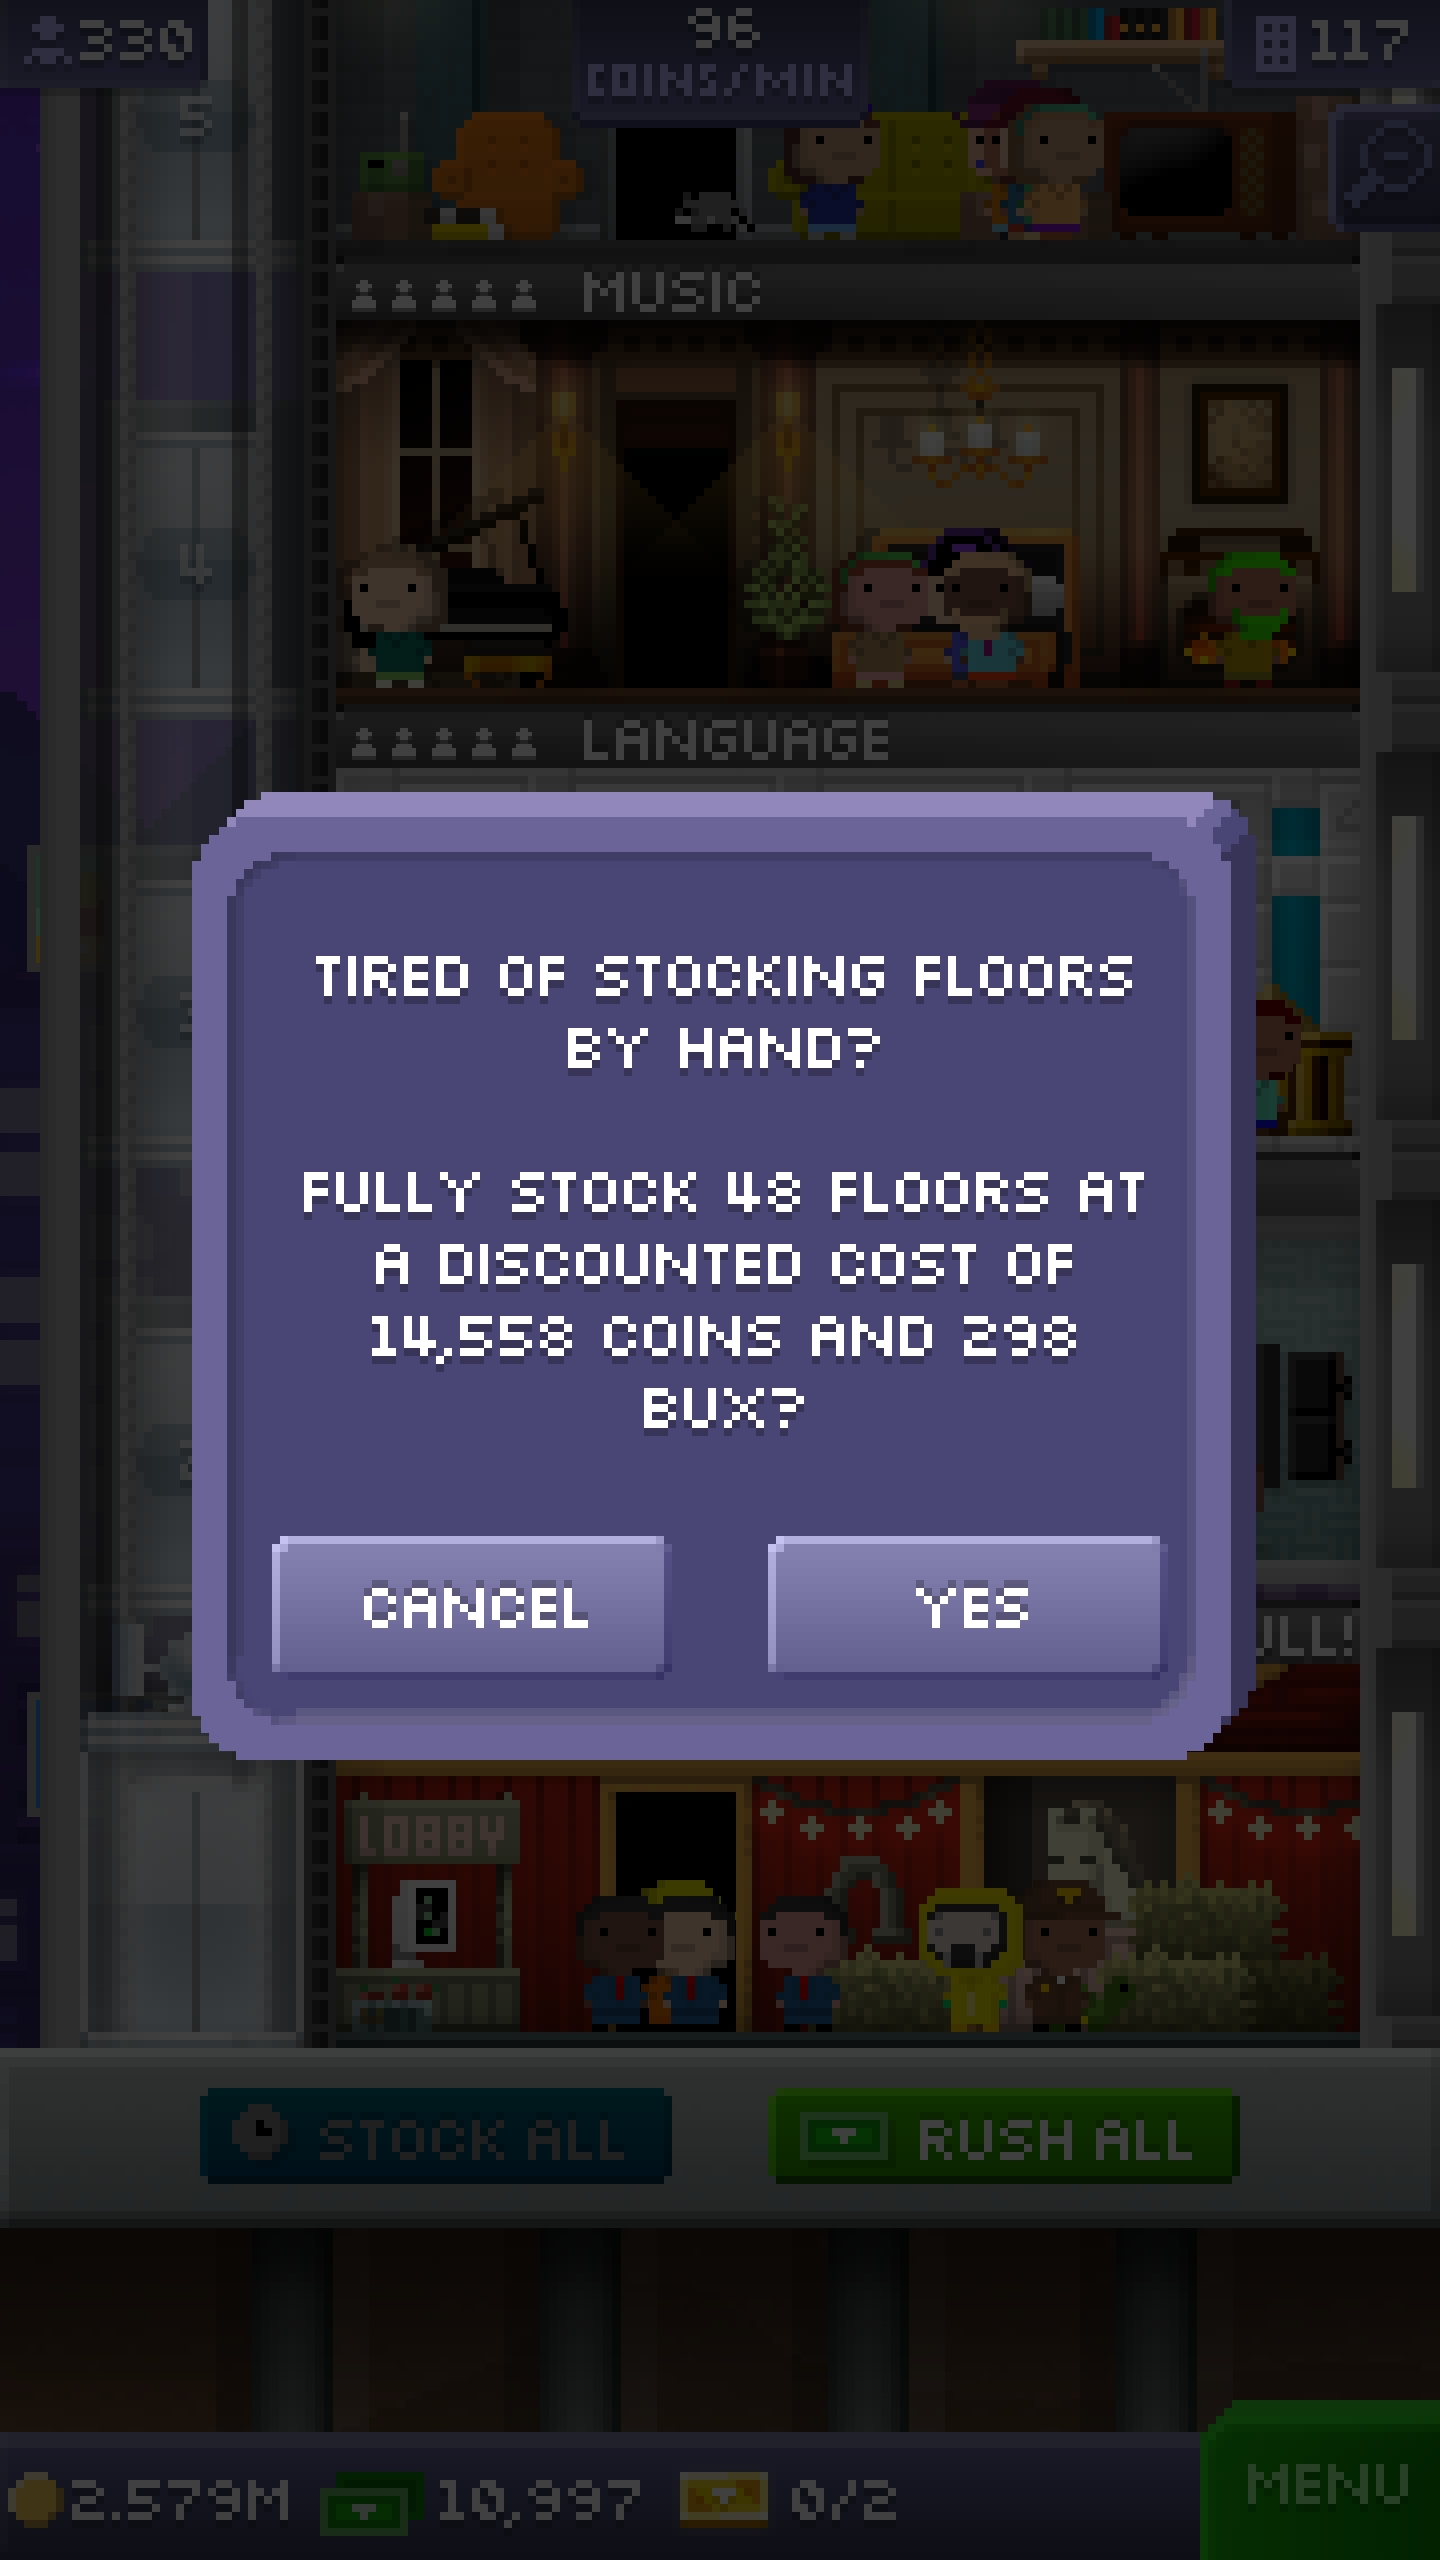 330
96
COINS/MIN
117
5
MUSIC
4
LANGUAGE
TIRED OF STOCKING FLOORS
BY HAND?
FULLY STOCK 48 FLOORS AT
A DISCOUNTED COST OF
14,558 COINS AND 298
BUX?
CANCEL
YES
LOBBY
STOCK ALL
RUSH ALL
2.579M
10,997
0/2
MENU